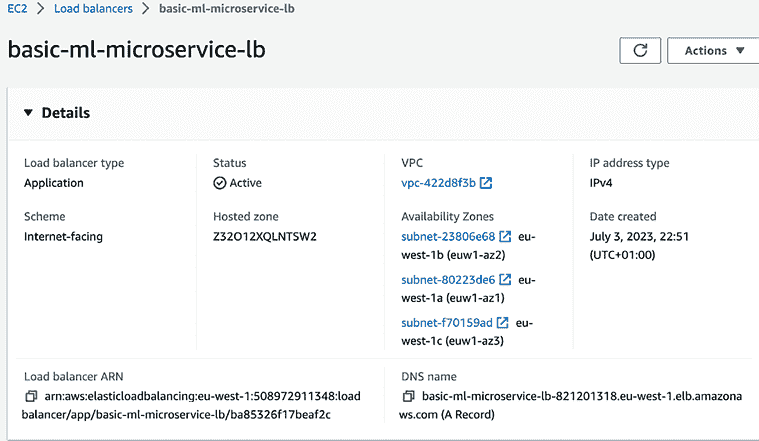 EC2 > Load balancers > basic-ml-microservice-lb
basic-ml-microservice-lb
Actions ▼
▼ Details
Load balancer type
Application
Status
Active
VPC
vpc-422d8f3b
IP address type
IPv4
Scheme
Internet-facing
Hosted zone
Z32O12XQLNTSW2
Availability Zones
subnet-23806e68 eu-
west-1b (euw1-az2)
subnet-80223de6 eu-
west-1a (euw1-az1)
subnet-f70159ad eu-
west-1c (euw1-az3)
Date created
July 3, 2023, 22:51
(UTC+01:00)
Load balancer ARN
arn:aws:elasticloadbalancing:eu-west-1:508972911348:load
balancer/app/basic-ml-microservice-lb/ba85326f17beaf2c
DNS name
basic-ml-microservice-lb-821201318.eu-west-1.elb.amazona
ws.com (A Record)